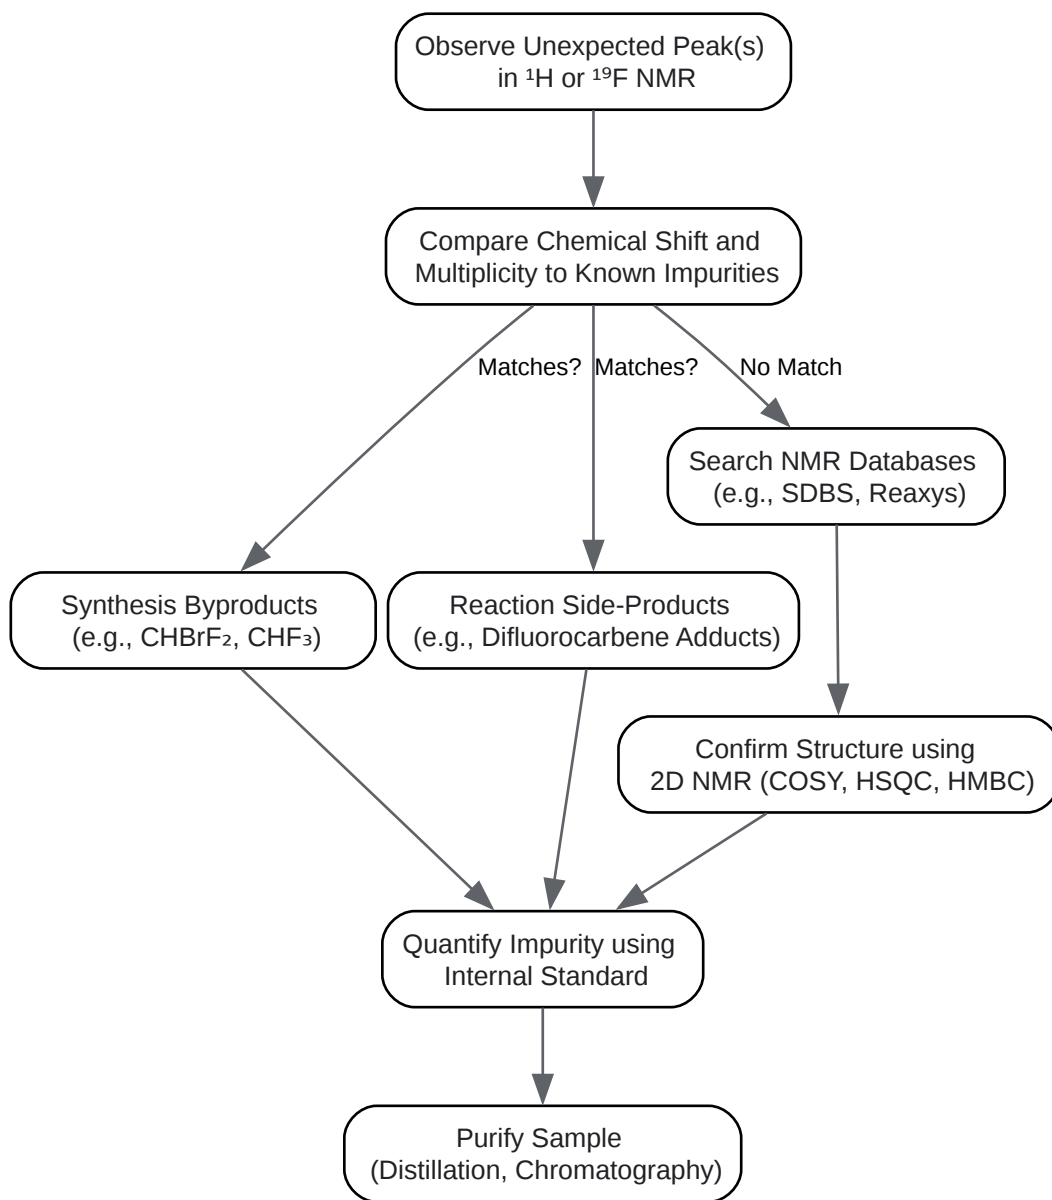 Observe Unexpected Peak(s)
in ¹H or ¹⁹F NMR
Compare Chemical Shift and
Multiplicity to Known Impurities
Matches?
Matches?
No Match
Search NMR Databases
(e.g., SDBS, Reaxys)
Synthesis Byproducts
(e.g., CHBrF₂, CHF₃)
Reaction Side-Products
(e.g., Difluorocarbene Adducts)
Confirm Structure using
2D NMR (COSY, HSQC, HMBC)
Quantify Impurity using
Internal Standard
Purify Sample
(Distillation, Chromatography)